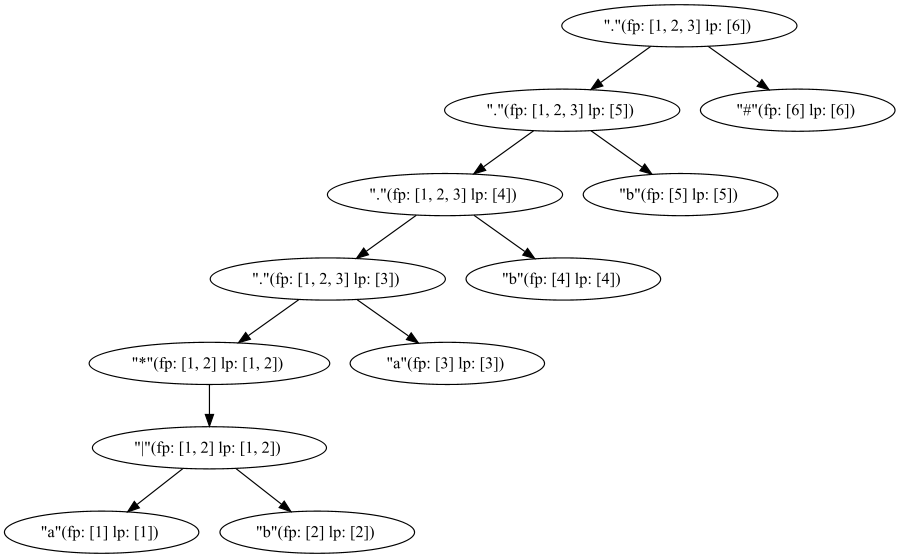 "."(fp: [1, 2, 3] lp: [6])
"."(fp: [1, 2, 3] lp: [5])
"#"(fp: [6] lp: [6])
"."(fp: [1, 2, 3] lp: [4])
"b"(fp: [5] lp: [5])
"."(fp: [1, 2, 3] lp: [3])
"b"(fp: [4] lp: [4])
"*"(fp: [1, 2] lp: [1, 2])
"a"(fp: [3] lp: [3])
"|"(fp: [1, 2] lp: [1, 2])
"a"(fp: [1] lp: [1])
"b"(fp: [2] lp: [2])